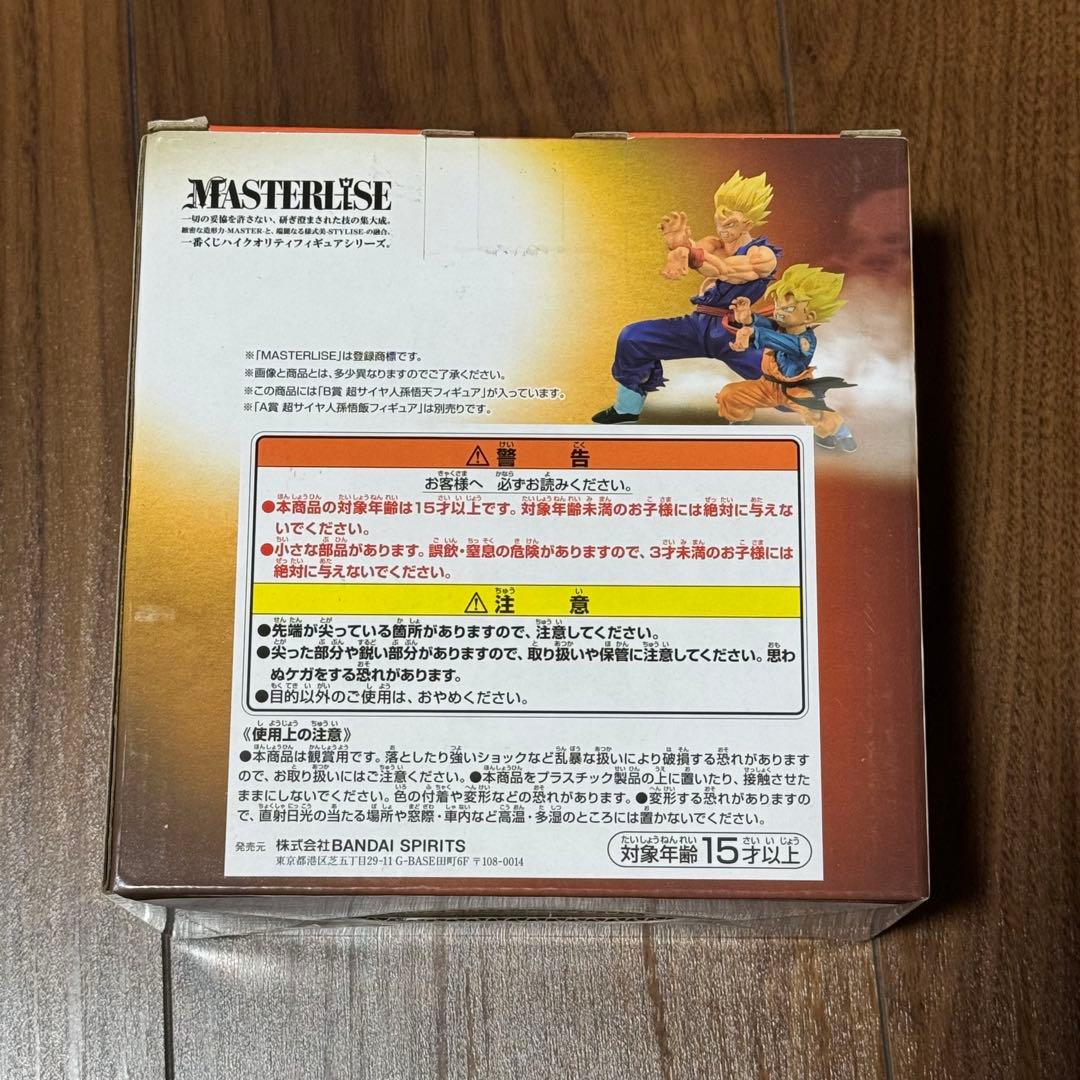 MASTERLISE
一切の妥協を許さない、研ぎ澄まされた技の集大成。
緻密な造形力-MASTER-と、端麗なる様式美-STYLISE-の融合、
一番くじハイクオリティフィギュアシリーズ。
※「MASTERLISE」は登録商標です。
※画像と商品とは、多少異なりますのでご了承ください。
※この商品には「B賞 超サイヤ人孫悟天フィギュア」が入っています。
※「A賞 超サイヤ人孫悟飯フィギュア」は別売りです。
⚠警告
お客様へ 必ずお読みください。
●本商品の対象年齢は15才以上です。対象年齢未満のお子様には絶対に与えな
いでください。
●小さな部品があります。誤飲・窒息の危険がありますので、3才未満のお子様には
絶対に与えないでください。
⚠注意
●先端が尖っている箇所がありますので、注意してください。
●尖った部分や鋭い部分がありますので、取り扱いや保管に注意してください。思わ
ぬケガをする恐れがあります。
●目的以外のご使用は、おやめください。
《使用上の注意》
●本商品は観賞用です。落としたり強いショックなど乱暴な扱いにより破損する恐れがあります
ので、お取り扱いにはご注意ください。●本商品をプラスチック製品の上に置いたり、接触させた
ままにしないでください。色の付着や変形などの恐れがあります。●変形する恐れがありますの
で、直射日光の当たる場所や窓際・車内など高温・多湿のところには置かないでください。
発売元 株式会社BANDAI SPIRITS
東京都港区芝五丁目29-11 G-BASE田町6F 〒108-0014
対象年齢 15才以上